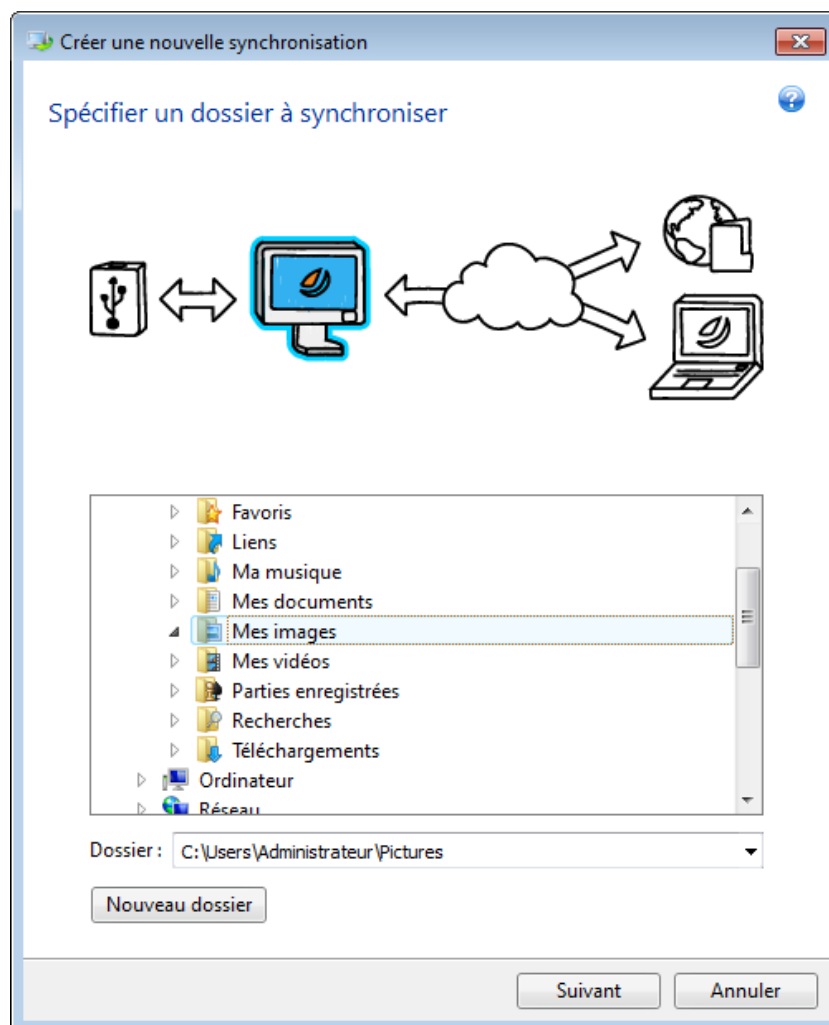 Créer une nouvelle synchronisation
Spécifier un dossier à synchroniser
Favoris
Liens
Ma musique
Mes documents
Mes images
Mes vidéos
Parties enregistrées
Recherches
Téléchargements
Ordinateur
Réseau
Dossier : C:\Users\Administrateur\Pictures
Nouveau dossier
Suivant Annuler